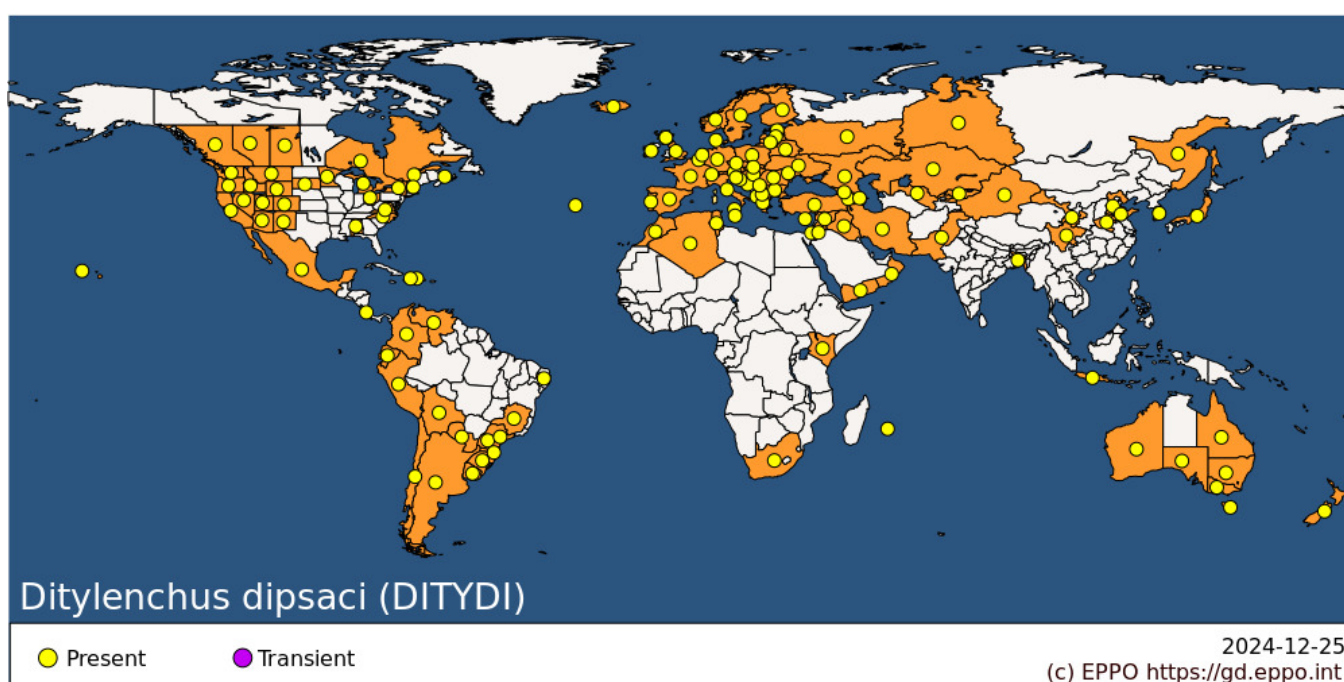 Ditylenchus dipsaci (DITYDI)
Present
Transient
2024-12-25
(c) EPPO https://gd.eppo.int